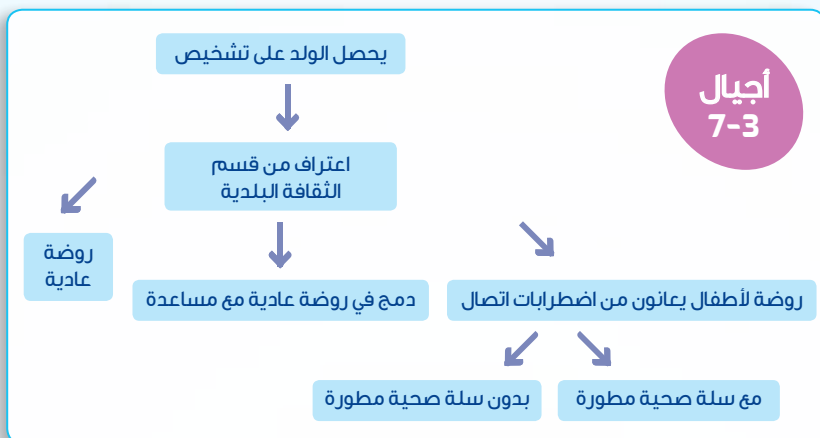 أجيال
7-3
يحصل الولد على تشخيص
اعتراف من قسم
الثقافة البلدية
روضة
عادية
دمج في روضة عادية مع مساعدة
روضة لأطفال يعانون من اضطرابات اتصال
مع سلة صحية مطورة
بدون سلة صحية مطورة